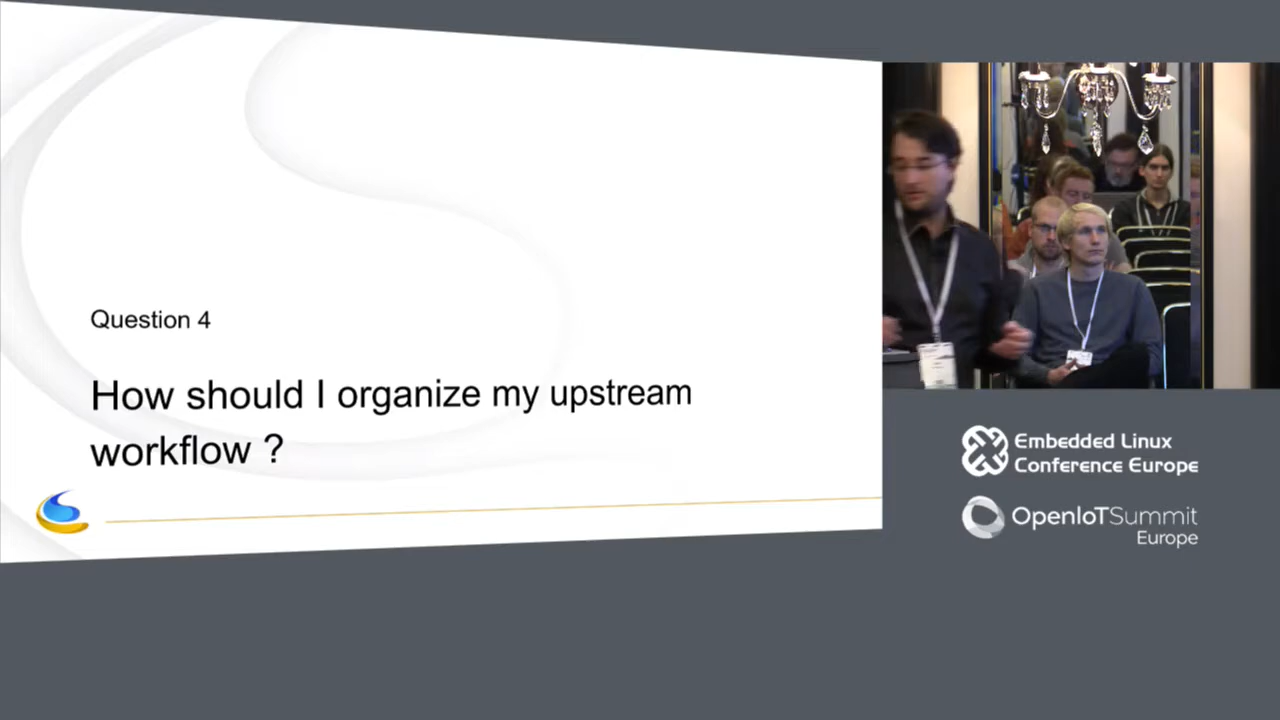 Question 4
How should I organize my upstream
workflow ?
Embedded Linux
Conference Europe
OpenIoTSummit
Europe